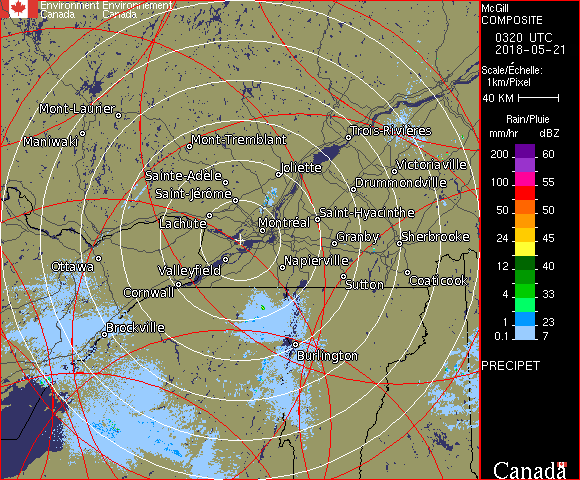 Environment Environnement
Canada Canada
McGill
COMPOSITE
0320 UTC
2018-05-21
Scale/Échelle:
1km/Pixel
40 KM
Rain/Pluie
mm/hr dBZ
200 60
100 55
50 50
24 45
12 40
4 33
1 23
0.1 7
PRECIPET
Canada
Mont-Laurier
Maniwaki
Mont-Tremblant
Trois-Rivières
Sainte-Adèle
Joliette
Victoriaville
Saint-Jérôme
Drummondville
Lachute
Montréal
Saint-Hyacinthe
Granby
Sherbrooke
Ottawa
Valleyfield
Napierville
Cornwall
Sutton
Coaticook
Brockville
Burlington